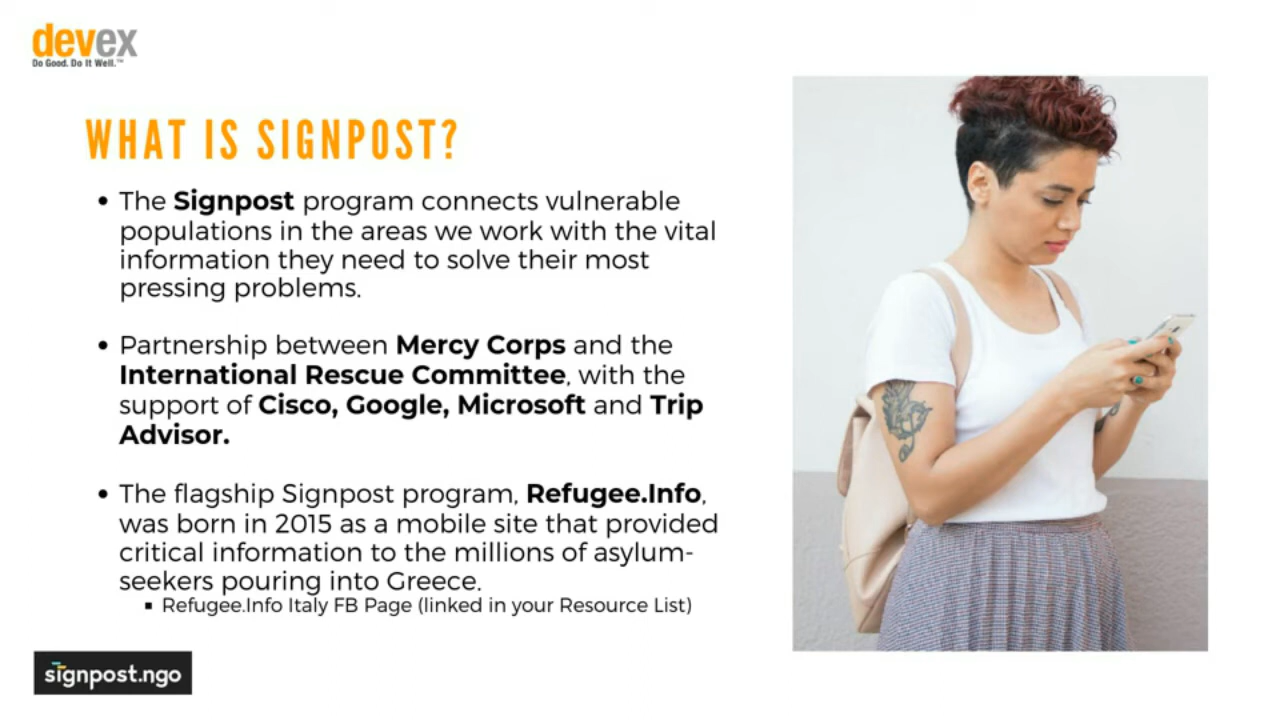 devex
Do Good. Do It Well.™
WHAT IS SIGNPOST?
• The Signpost program connects vulnerable
populations in the areas we work with the vital
information they need to solve their most
pressing problems.
• Partnership between Mercy Corps and the
International Rescue Committee, with the
support of Cisco, Google, Microsoft and Trip
Advisor.
• The flagship Signpost program, Refugee.Info,
was born in 2015 as a mobile site that provided
critical information to the millions of asylum-
seekers pouring into Greece.
▪ Refugee.Info Italy FB Page (linked in your Resource List)
signpost.ngo